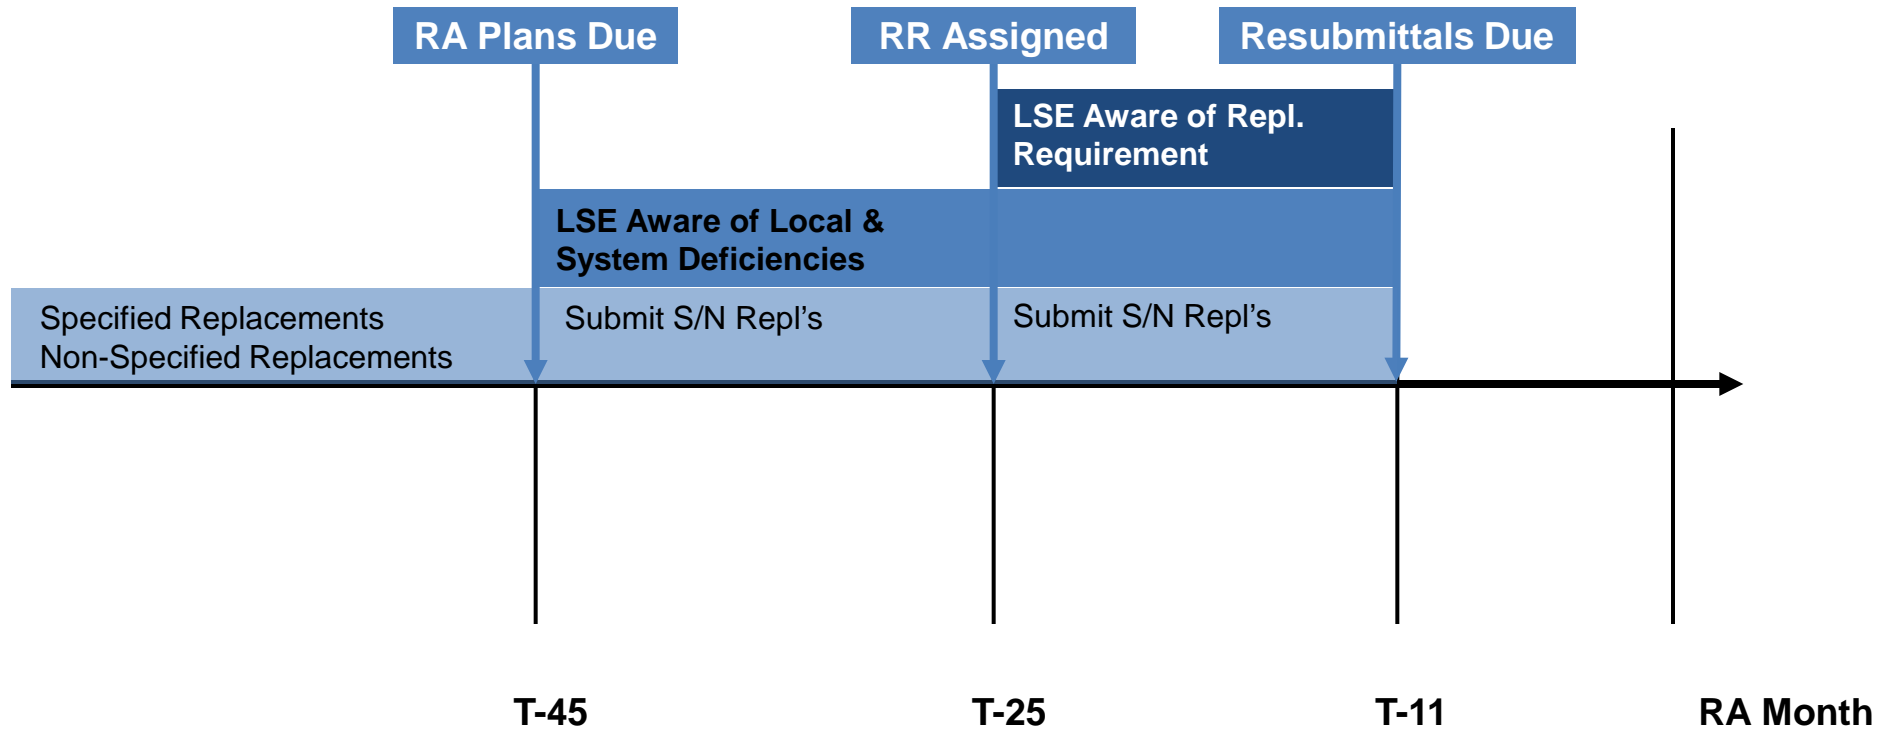 RA Plans Due
RR Assigned
Resubmittals Due
LSE Aware of Repl.
Requirement
LSE Aware of Local &
System Deficiencies
Specified Replacements
Non-Specified Replacements
Submit S/N Repl's
Submit S/N Repl's
T-45
T-25
T-11
RA Month